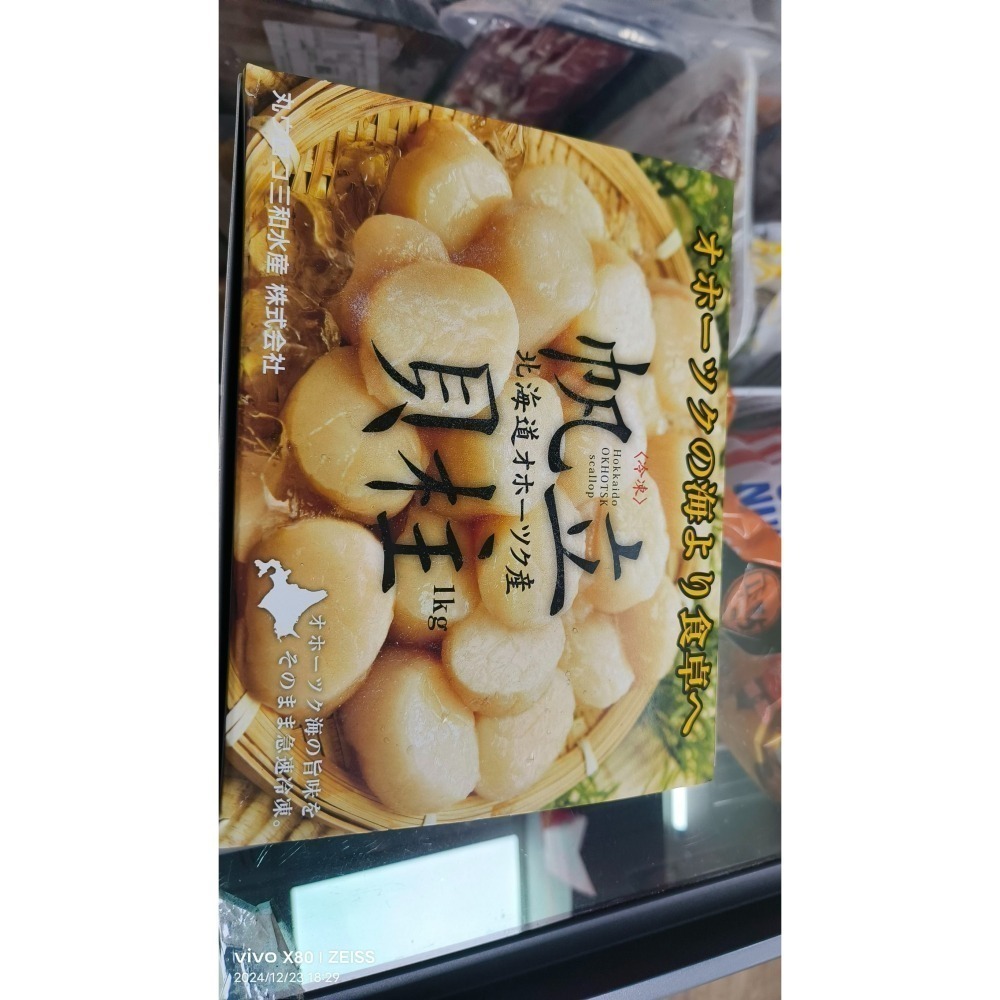 オホーツクの海より食卓へ
〈冷凍〉
Hokkaido
OKHOTSK
scallop
帆立
北海道オホーツク産
貝柱
1kg
オホーツク海の旨味を
そのまま急速冷凍。
三和水産 株式会社
vivo X80 | ZEISS
2024/12/23 18:29